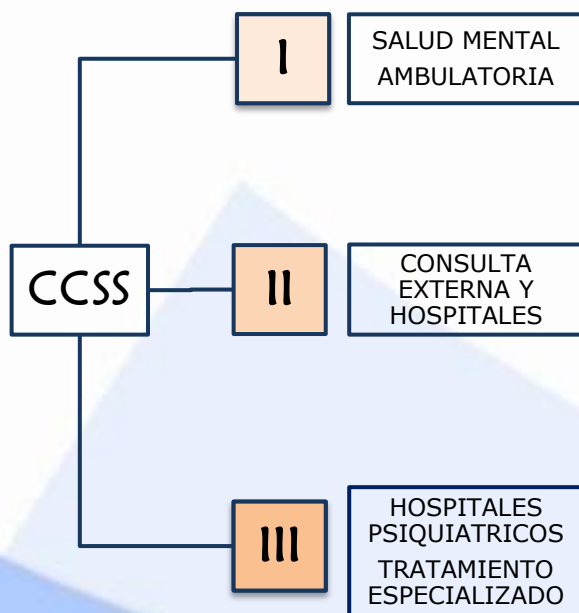 I
SALUD MENTAL
AMBULATORIA
CCSS
II
CONSULTA
EXTERNA Y
HOSPITALES
III
HOSPITALES
PSIQUIATRICOS
TRATAMIENTO
ESPECIALIZADO